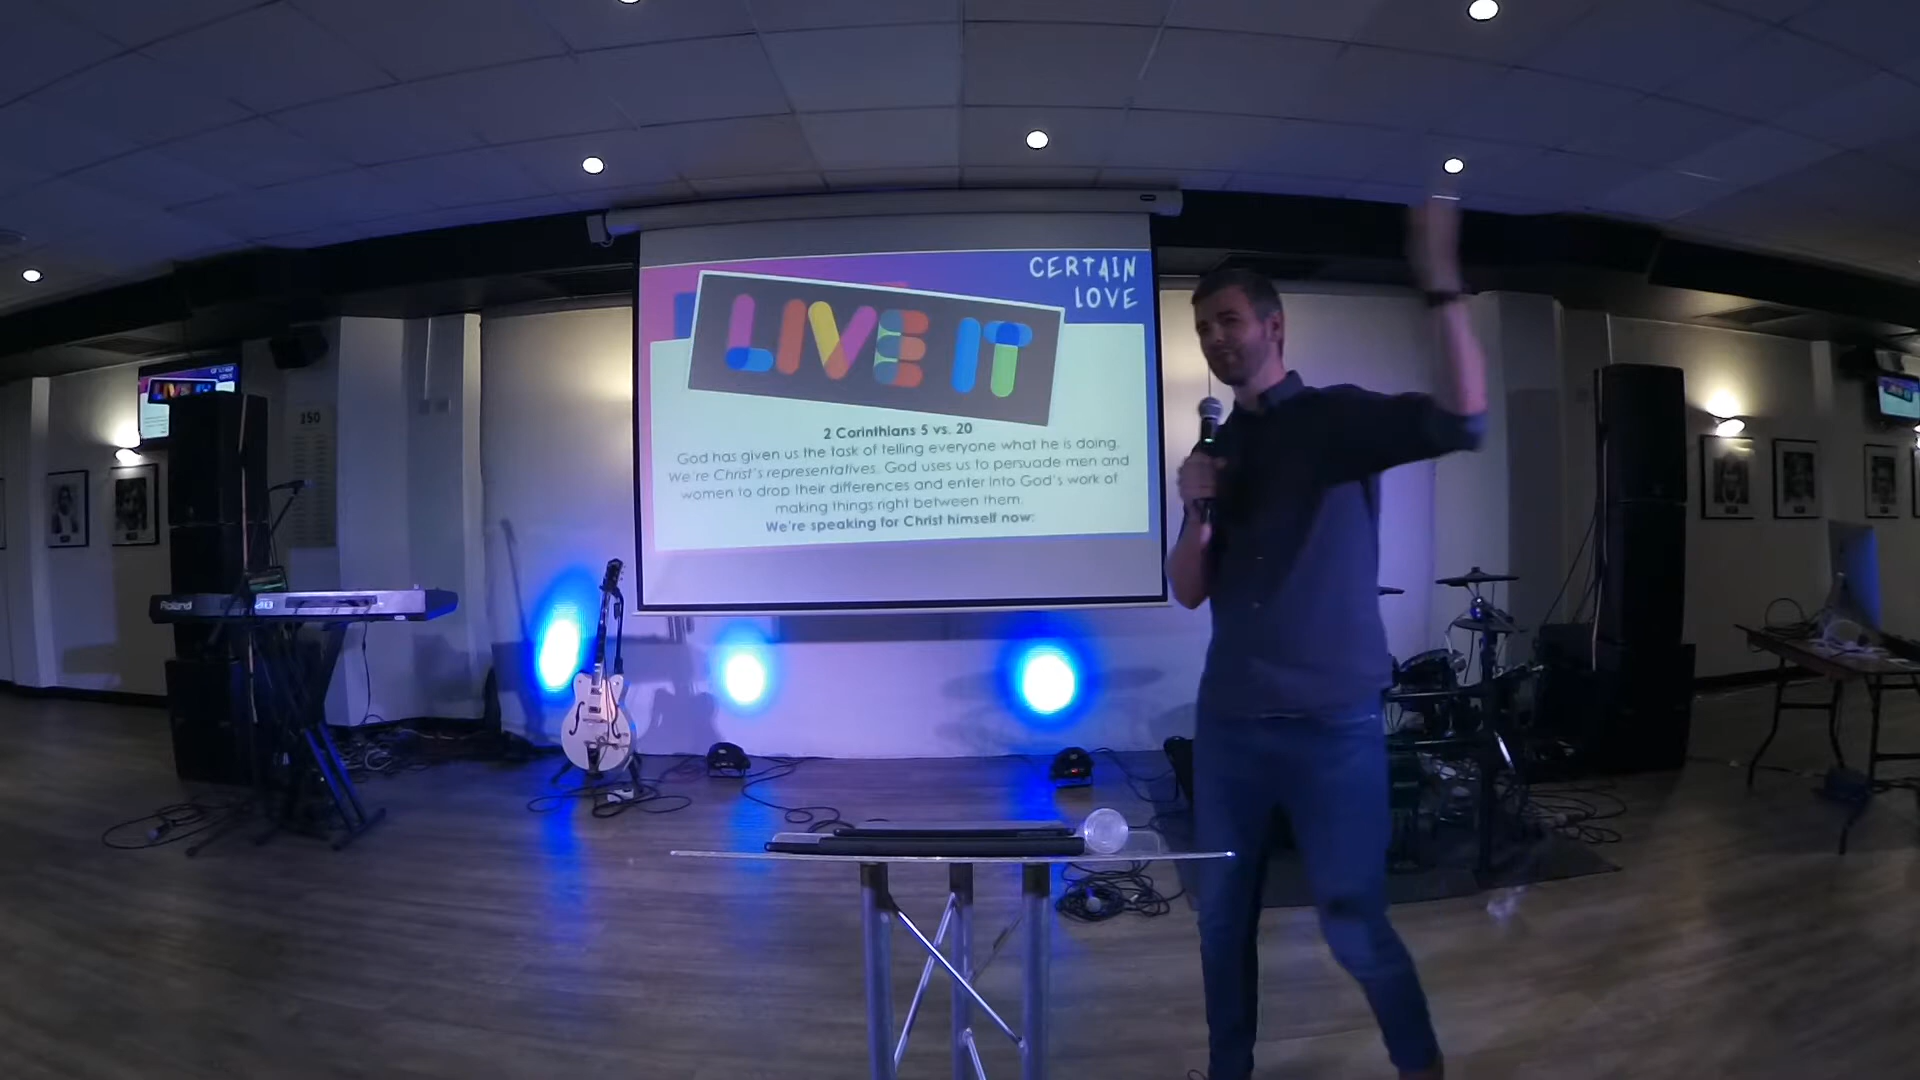 CERTAIN
LOVE
LIVE IT
2 Corinthians 5 vs. 20
God has given us the task of telling everyone what he is doing.
We're Christ's representatives. God uses us to persuade men and
women to drop their differences and enter into God's work of
making things right between them.
We're speaking for Christ himself now:
250
Roland
LIVE IT